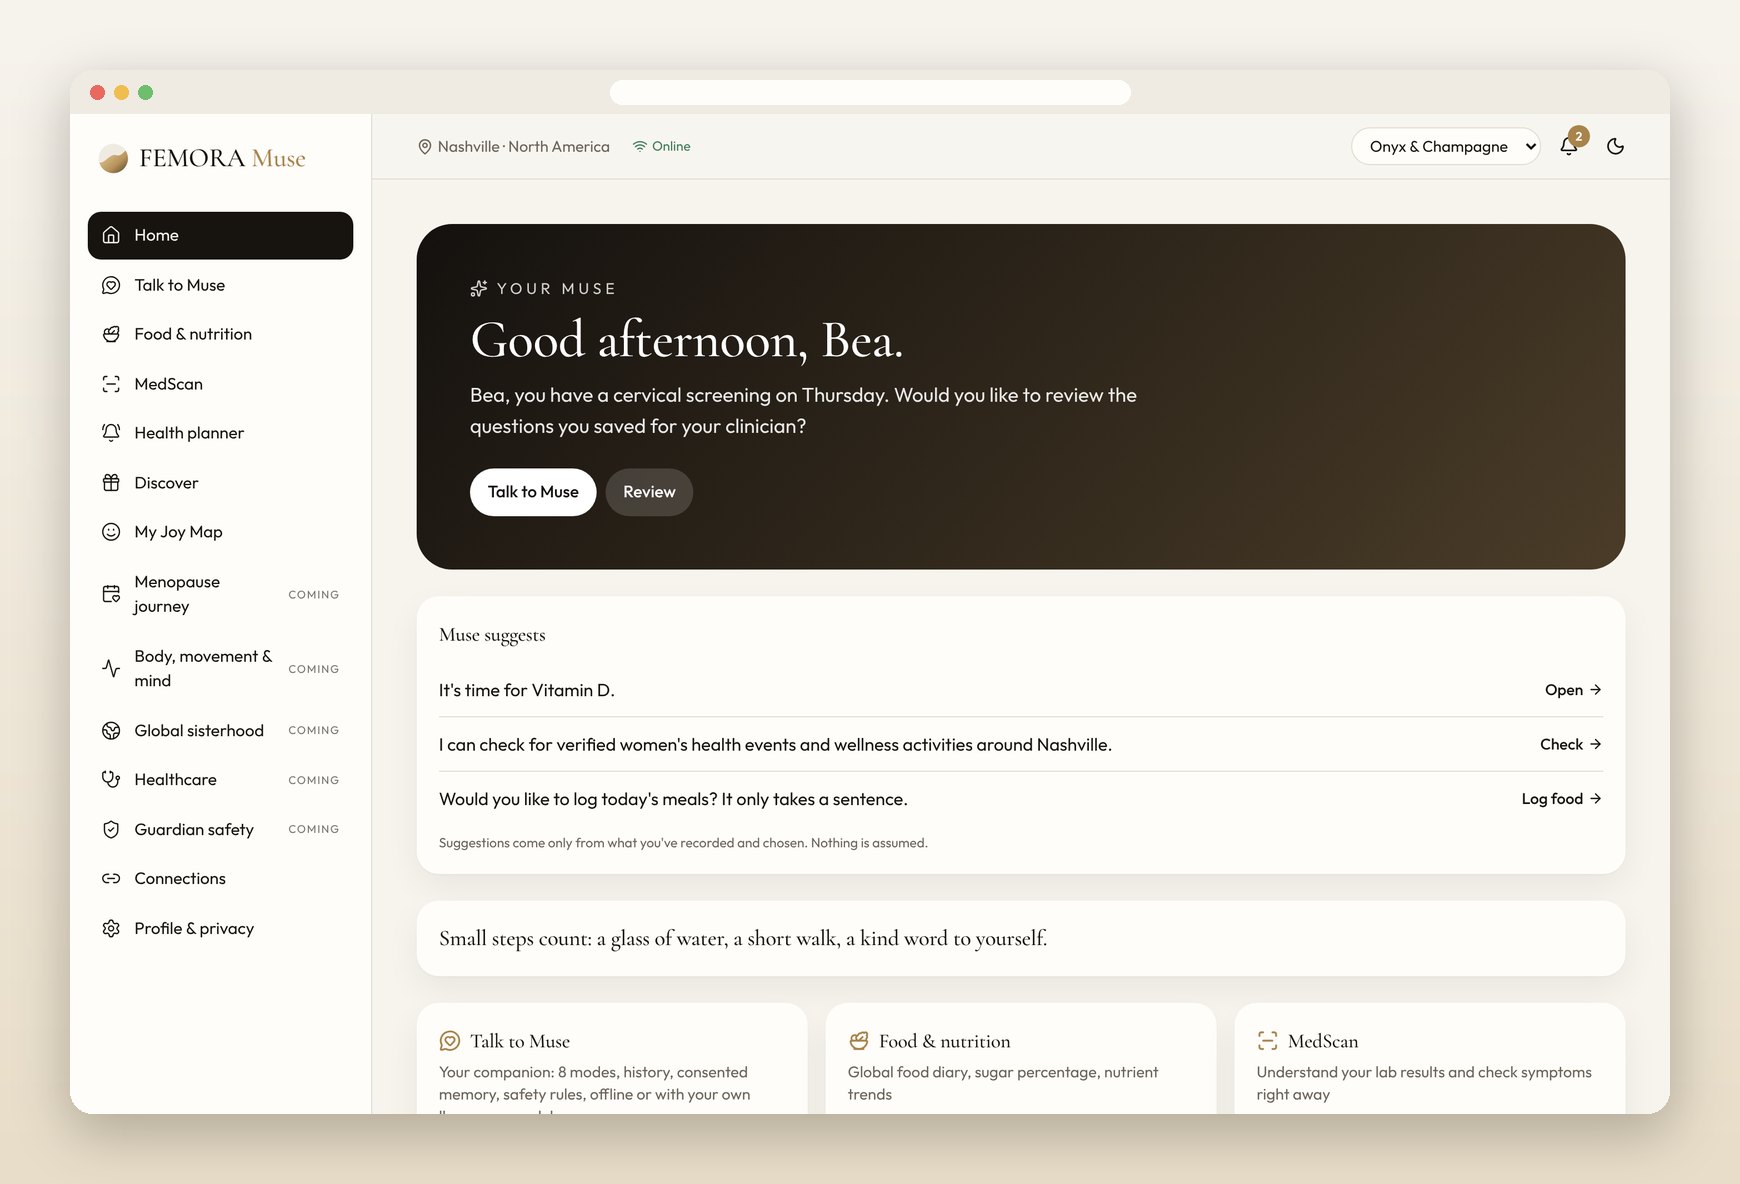 FEMORA Muse
Home
Talk to Muse
Food & nutrition
MedScan
Health planner
Discover
My Joy Map
Menopause
journey
COMING
Body, movement &
mind
COMING
Global sisterhood
COMING
Healthcare
COMING
Guardian safety
COMING
Connections
Profile & privacy
Nashville · North America
Online
Onyx & Champagne
2
YOUR MUSE
Good afternoon, Bea.
Bea, you have a cervical screening on Thursday. Would you like to review the
questions you saved for your clinician?
Talk to Muse
Review
Muse suggests
It's time for Vitamin D.
Open →
I can check for verified women's health events and wellness activities around Nashville.
Check →
Would you like to log today's meals? It only takes a sentence.
Log food →
Suggestions come only from what you've recorded and chosen. Nothing is assumed.
Small steps count: a glass of water, a short walk, a kind word to yourself.
Talk to Muse
Your companion: 8 modes, history, consented
memory, safety rules, offline or with your own
Food & nutrition
Global food diary, sugar percentage, nutrient
trends
MedScan
Understand your lab results and check symptoms
right away